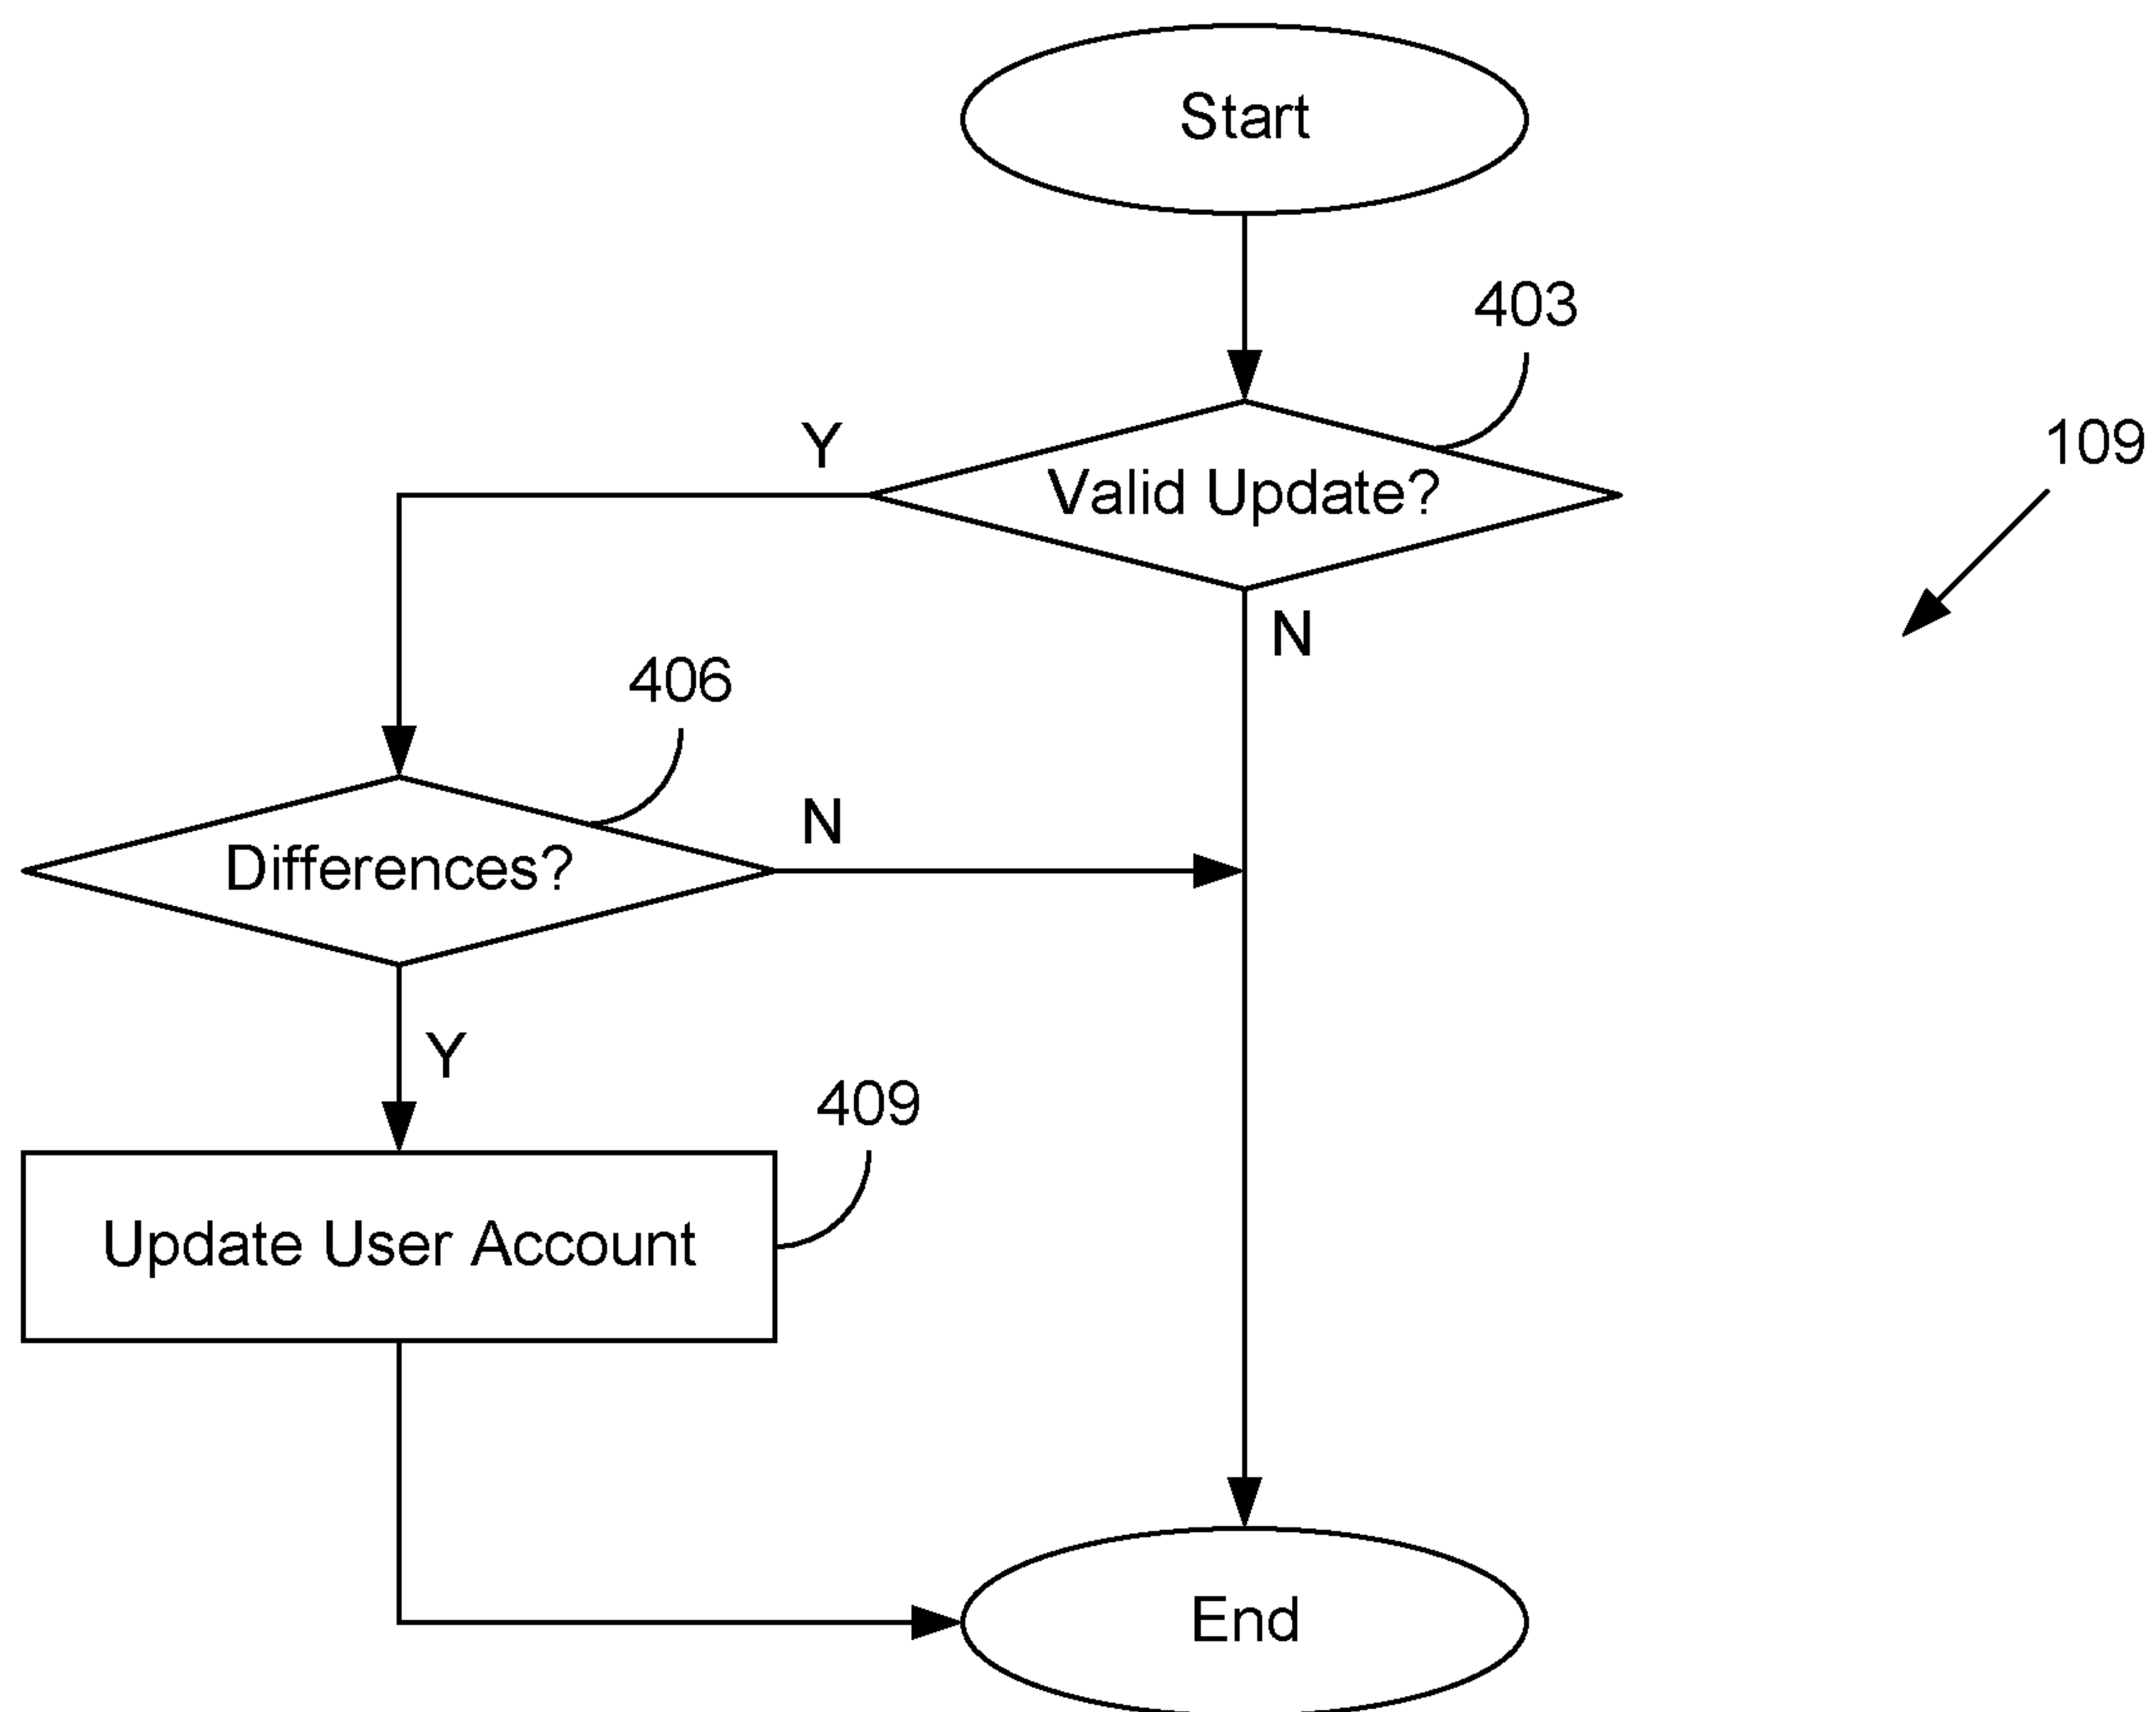 Start
403
109
Y
Valid Update?
N
406
N
Differences?
Y
409
Update User Account
End